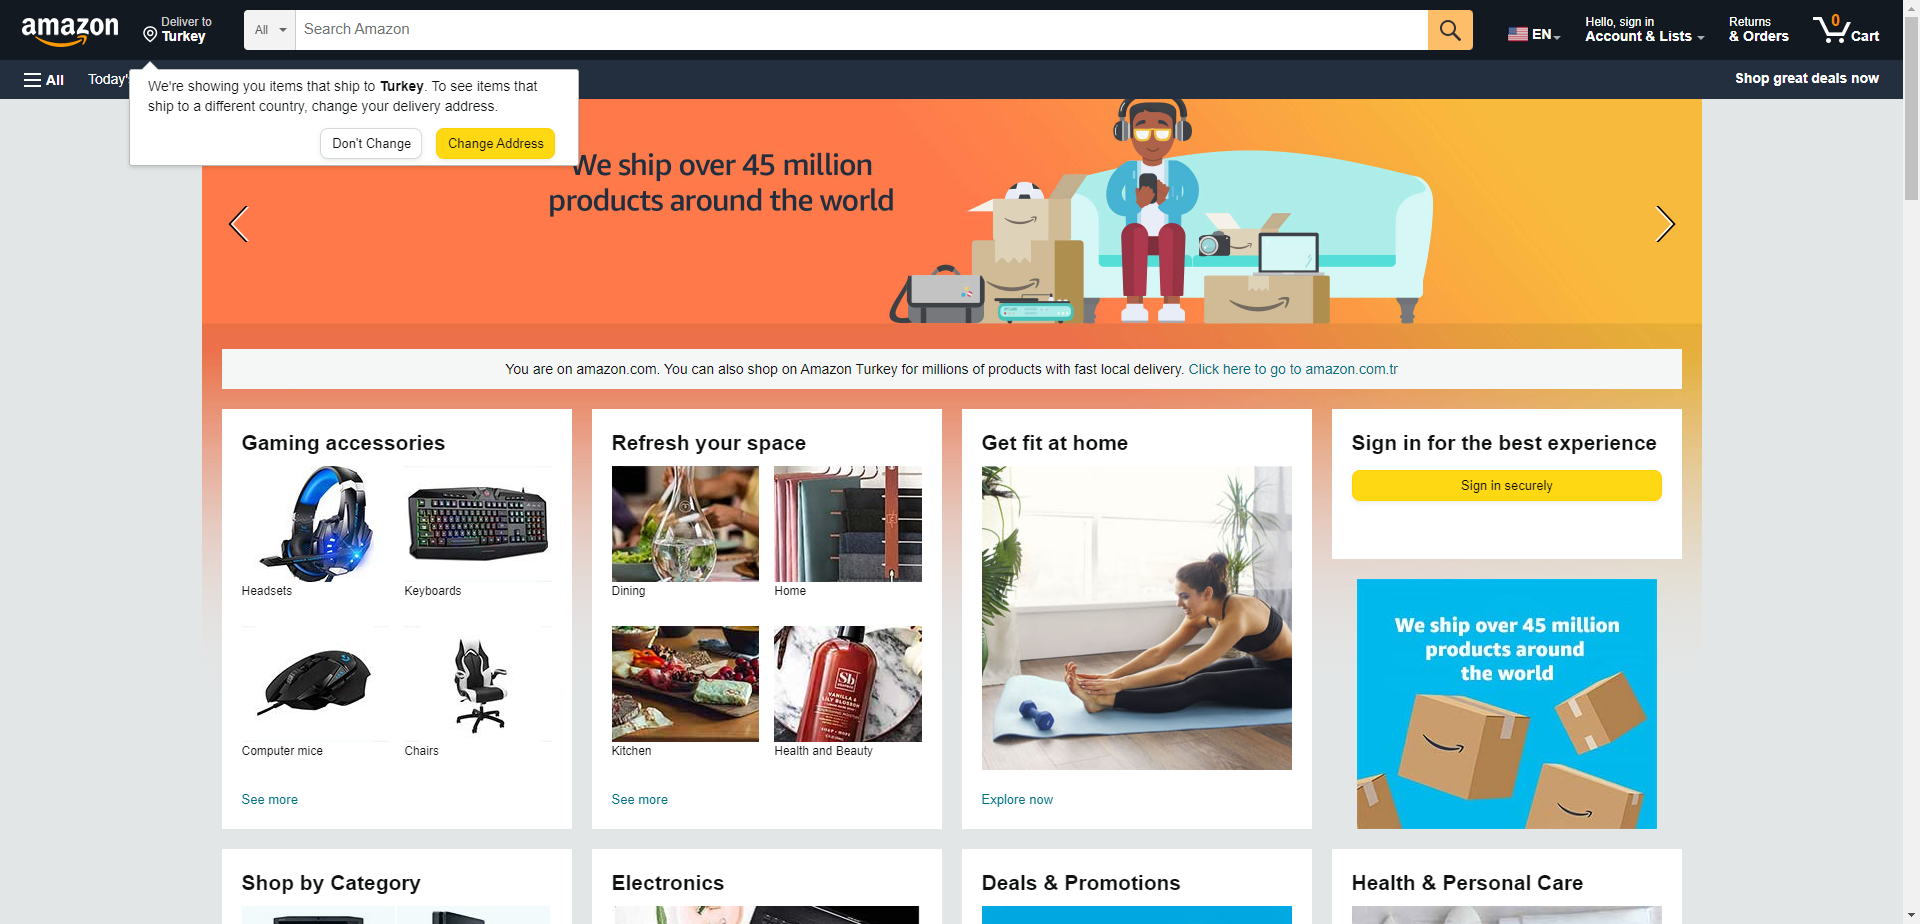 amazon
Deliver to
Turkey
All
Search Amazon
EN
Hello, sign in
Account & Lists
Returns
& Orders
0
Cart
All
Today'
Shop great deals now
We're showing you items that ship to Turkey. To see items that
ship to a different country, change your delivery address.
Don't Change
Change Address
We ship over 45 million
products around the world
You are on amazon.com. You can also shop on Amazon Turkey for millions of products with fast local delivery. Click here to go to amazon.com.tr
Gaming accessories
Headsets
Keyboards
Computer mice
Chairs
See more
Refresh your space
Dining
Home
Sb
VANILLA &
LILY BLOSSOM
Kitchen
Health and Beauty
See more
Get fit at home
Explore now
Sign in for the best experience
Sign in securely
We ship over 45 million
products around
the world
Shop by Category
Electronics
Deals & Promotions
Health & Personal Care